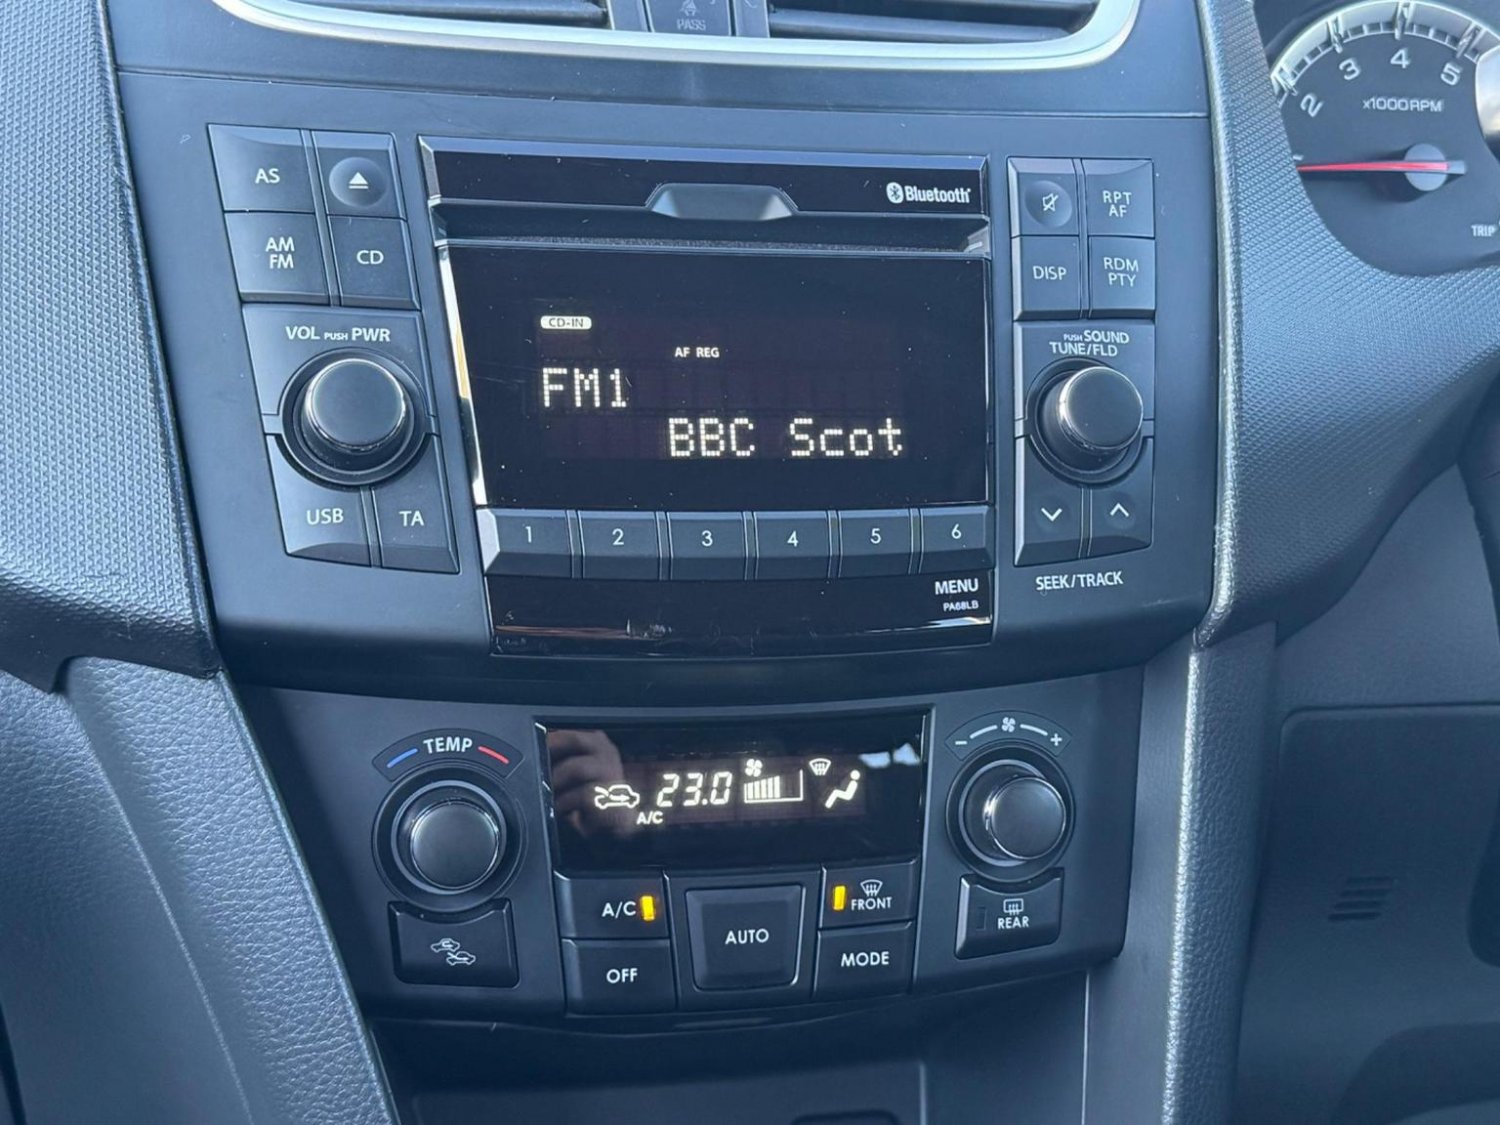 PASS
2
3
4
5
x1000RPM
TRIP
AS
AM
FM
CD
VOL PUSH PWR
USB
TA
Bluetooth
CD-IN
AF REG
FM1
BBC Scot
1
2
3
4
5
6
MENU
PA68LB
RPT
AF
DISP
RDM
PTY
PUSH SOUND
TUNE/FLD
SEEK/TRACK
TEMP
- +
23.0
A/C
A/C
AUTO
FRONT
OFF
MODE
REAR